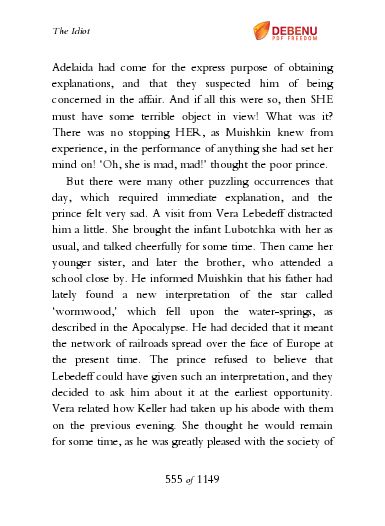 The Idiot
DEBENU
PDF FREEDOM
Adelaida had come for the express purpose of obtaining
explanations, and that they suspected him of being
concerned in the affair. And if all this were so, then SHE
must have some terrible object in view! What was it?
There was no stopping HER, as Muishkin knew from
experience, in the performance of anything she had set her
mind on! 'Oh, she is mad, mad!' thought the poor prince.
But there were many other puzzling occurrences that
day, which required immediate explanation, and the
prince felt very sad. A visit from Vera Lebedeff distracted
him a little. She brought the infant Lubotchka with her as
usual, and talked cheerfully for some time. Then came her
younger sister, and later the brother, who attended a
school close by. He informed Muishkin that his father had
lately found a new interpretation of the star called
'wormwood,' which fell upon the water-springs, as
described in the Apocalypse. He had decided that it meant
the network of railroads spread over the face of Europe at
the present time. The prince refused to believe that
Lebedeff could have given such an interpretation, and they
decided to ask him about it at the earliest opportunity.
Vera related how Keller had taken up his abode with them
on the previous evening. She thought he would remain
for some time, as he was greatly pleased with the society of
555 of 1149